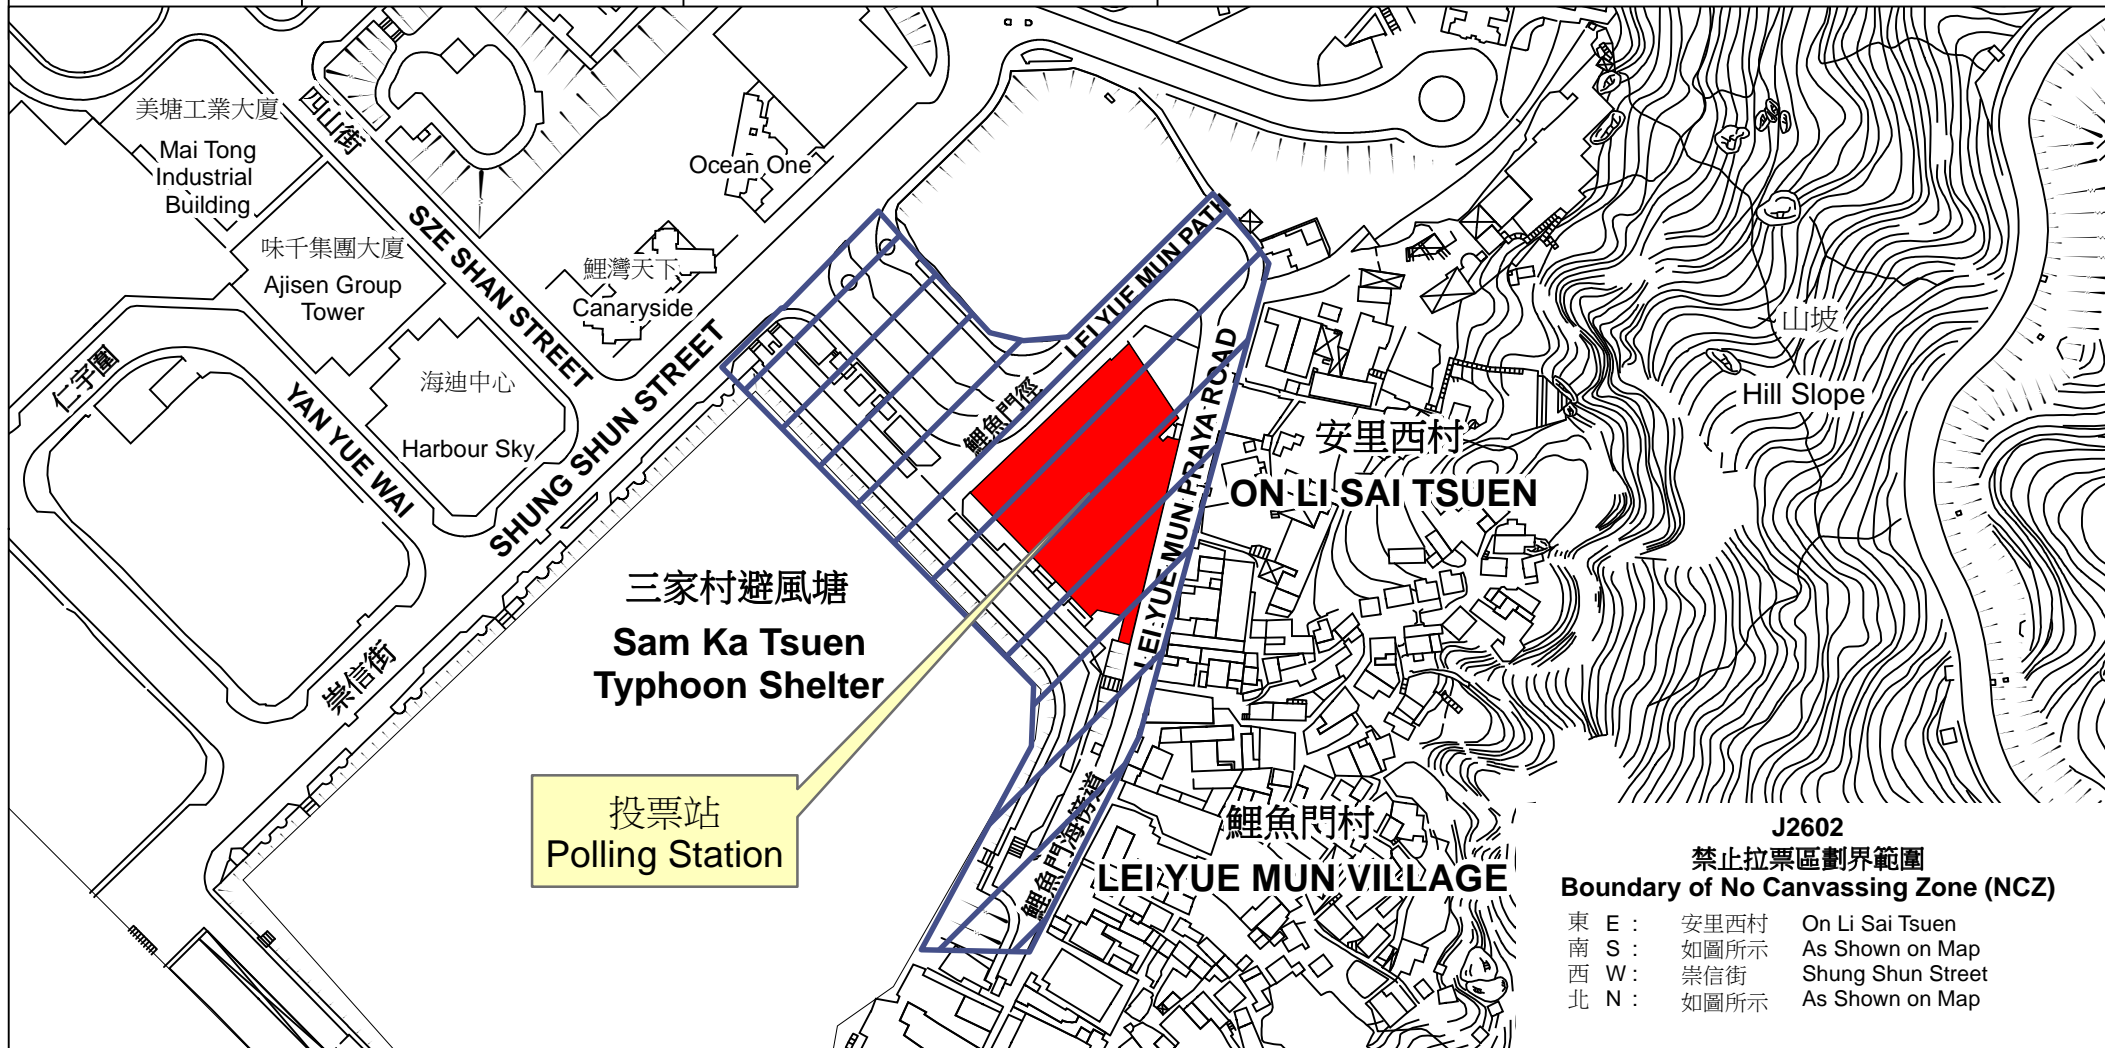 美塘工業大廈
Mai Tong
Industrial
Building
四山街
Ocean One
味千集團大廈
Ajisen Group
Tower
SZE SHAN STREET
鯉灣天下
Canaryside
LEI YUE MUN PATH
鯉魚門徑
仁宇圍
YAN YUE WAI
海迪中心
Harbour Sky
SHUNG SHUN STREET
崇信街
LEI YUE MUN PRAYA ROAD
鯉魚門海傍道
山坡
Hill Slope
安里西村
ON LI SAI TSUEN
三家村避風塘
Sam Ka Tsuen
Typhoon Shelter
投票站
Polling Station
鯉魚門村
LEI YUE MUN VILLAGE
J2602
禁止拉票區劃界範圍
Boundary of No Canvassing Zone (NCZ)
東 E : 安里西村 On Li Sai Tsuen
南 S : 如圖所示 As Shown on Map
西 W : 崇信街 Shung Shun Street
北 N : 如圖所示 As Shown on Map